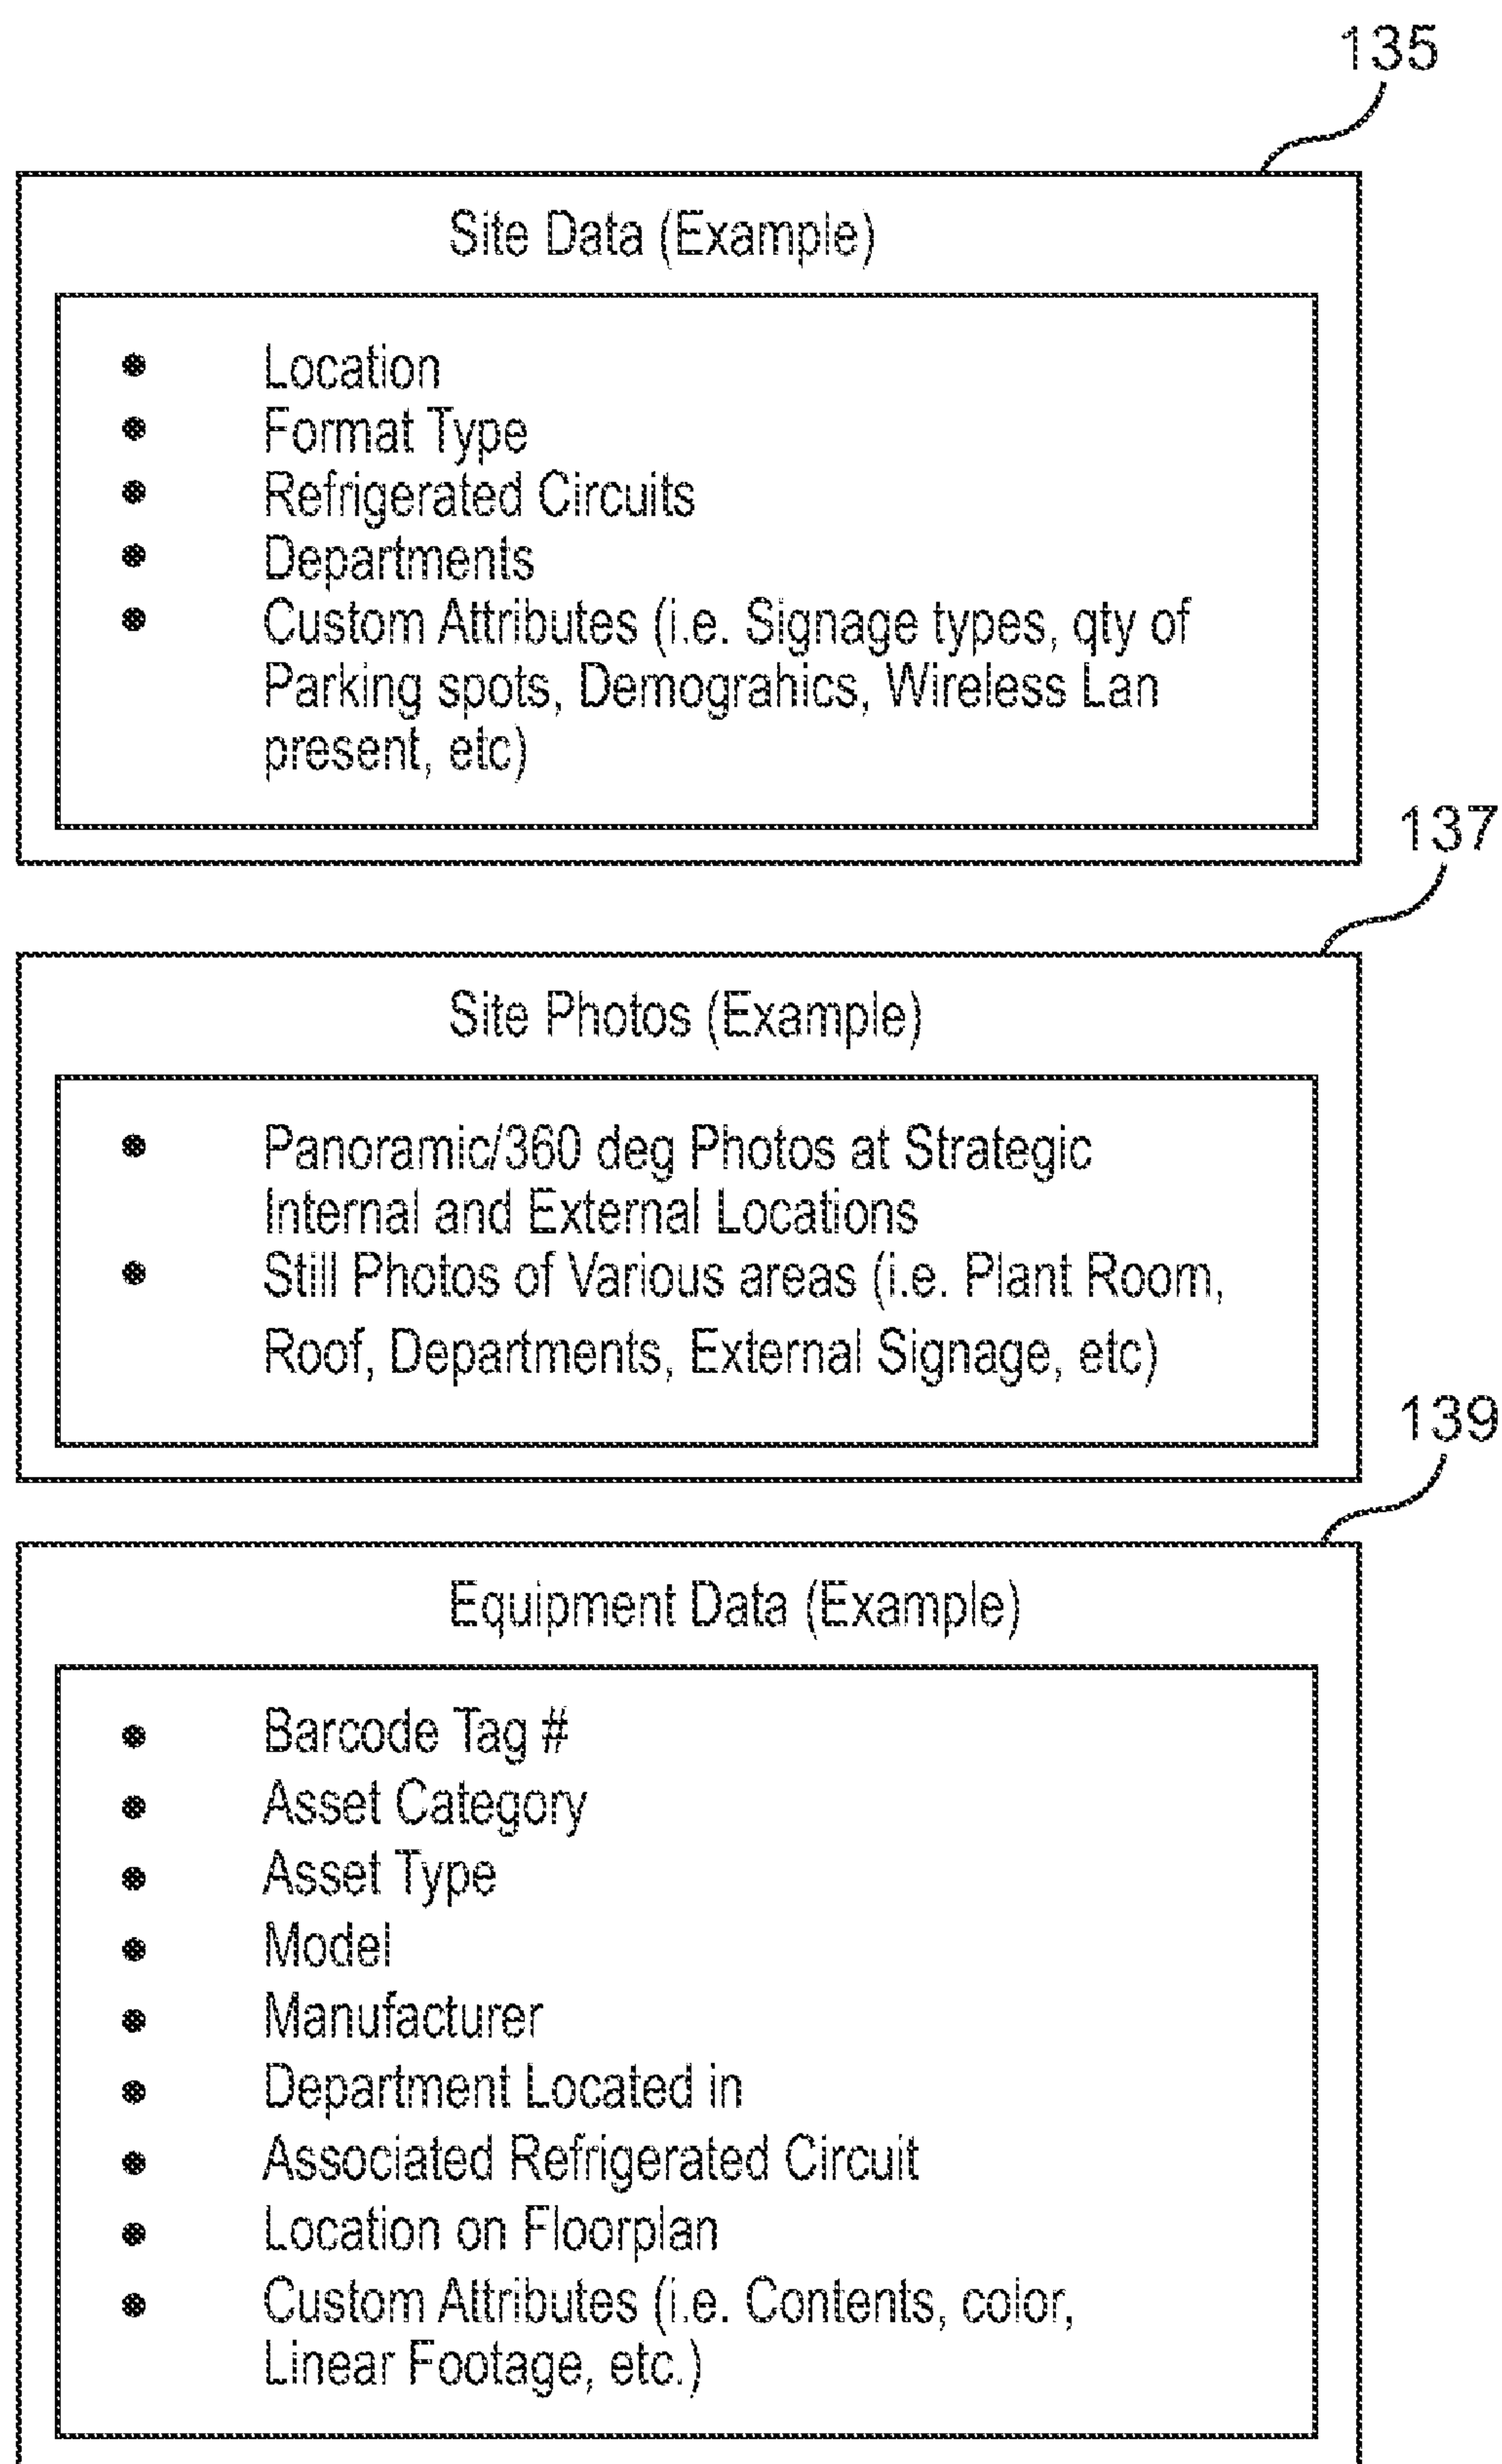 135
Site Data (Example)
• Location
• Format Type
• Refrigerated Circuits
• Departments
• Custom Attributes (i.e. Signage types, qty of
Parking spots, Demograhics, Wireless Lan
present, etc)
137
Site Photos (Example)
• Panoramic/360 deg Photos at Strategic
Internal and External Locations
• Still Photos of Various areas (i.e. Plant Room,
Roof, Departments, External Signage, etc)
139
Equipment Data (Example)
• Barcode Tag #
• Asset Category
• Asset Type
• Model
• Manufacturer
• Department Located in
• Associated Refrigerated Circuit
• Location on Floorplan
• Custom Attributes (i.e. Contents, color,
Linear Footage, etc.)